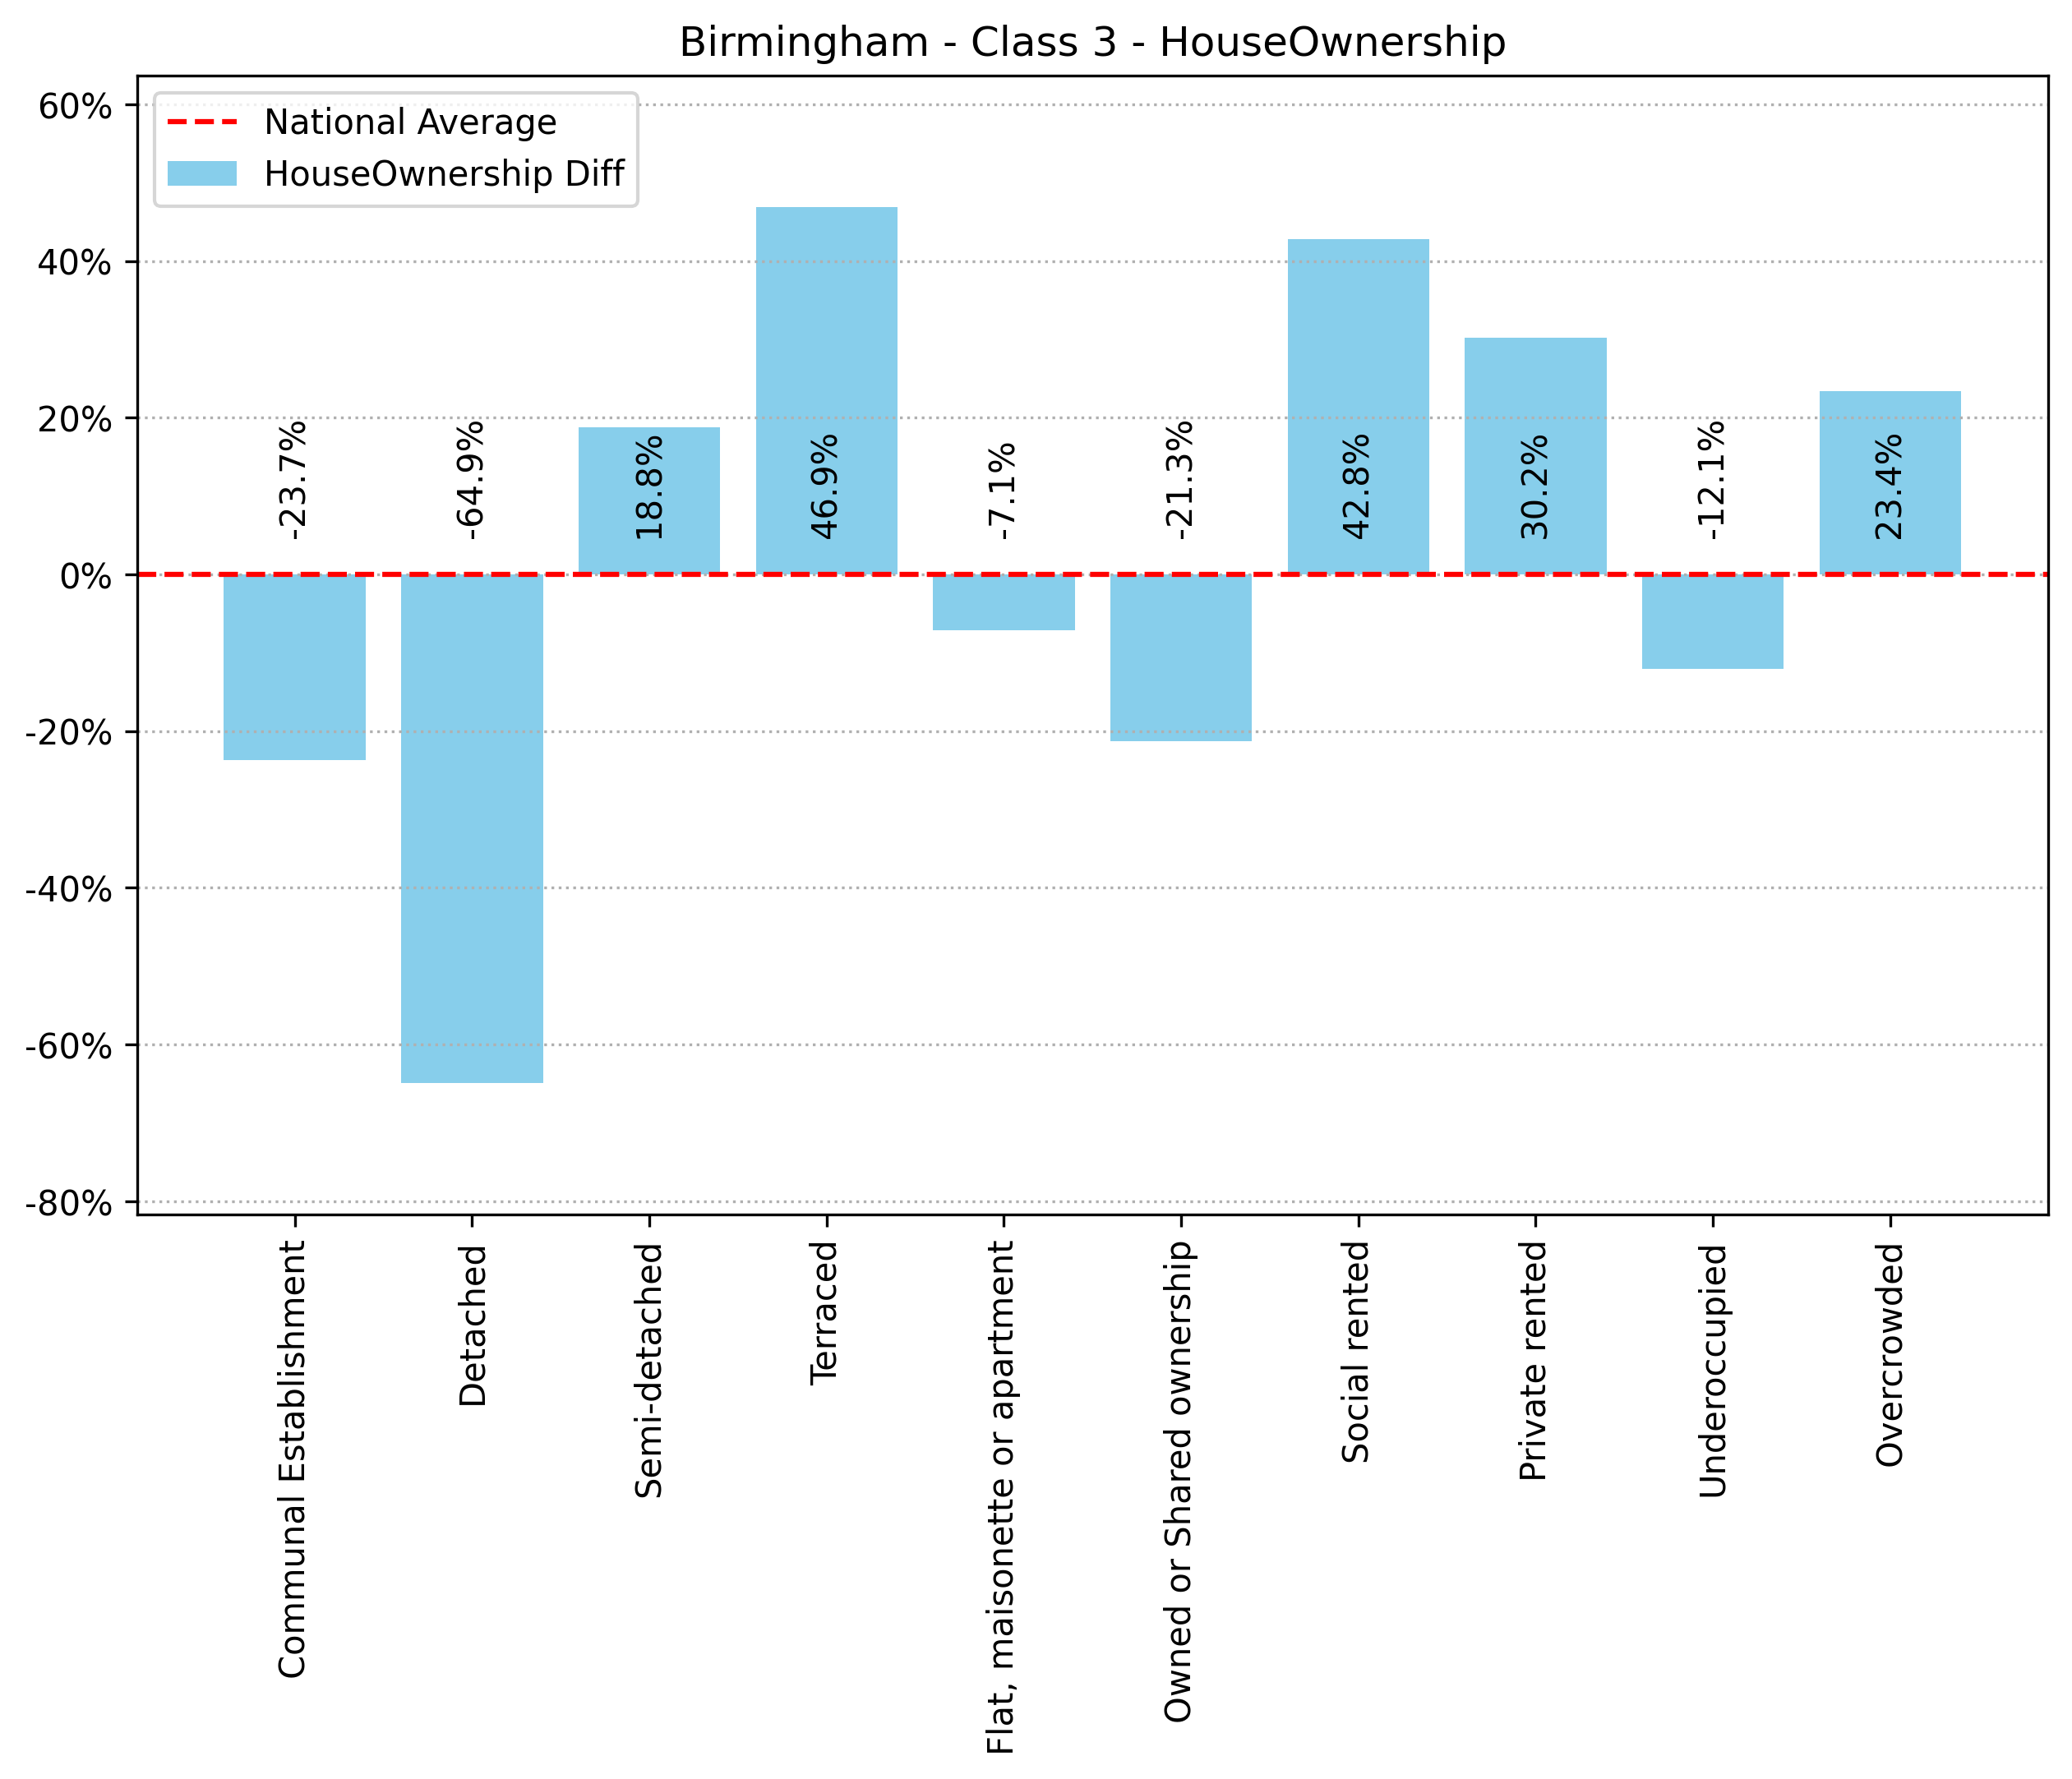 Birmingham - Class 3 - HouseOwnership
National Average
HouseOwnership Diff
60%
40%
20%
0%
-20%
-40%
-60%
-80%
-23.7%
-64.9%
18.8%
46.9%
-7.1%
-21.3%
42.8%
30.2%
-12.1%
23.4%
Communal Establishment
Detached
Semi-detached
Terraced
Flat, maisonette or apartment
Owned or Shared ownership
Social rented
Private rented
Underoccupied
Overcrowded